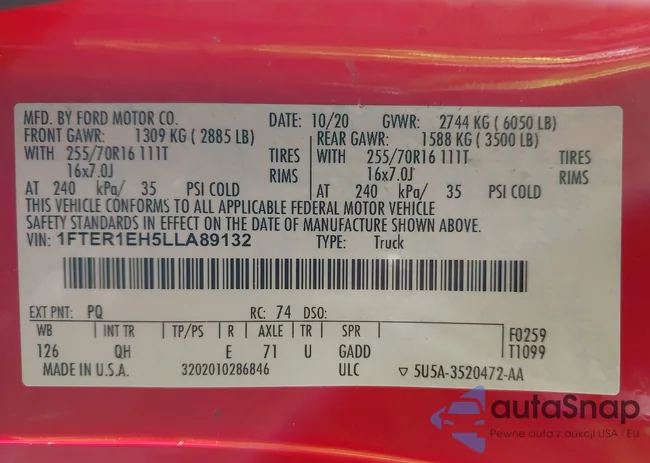 MFD. BY FORD MOTOR CO. DATE: 10/20 GVWR: 2744 KG ( 6050 LB)
FRONT GAWR: 1309 KG ( 2885 LB) REAR GAWR: 1588 KG ( 3500 LB)
WITH 255/70R16 111T TIRES WITH 255/70R16 111T TIRES
16x7.0J RIMS 16x7.0J RIMS
AT 240 kPa/ 35 PSI COLD AT 240 kPa/ 35 PSI COLD
THIS VEHICLE CONFORMS TO ALL APPLICABLE FEDERAL MOTOR VEHICLE
SAFETY STANDARDS IN EFFECT ON THE DATE OF MANUFACTURE SHOWN ABOVE.
VIN: 1FTER1EH5LLA89132 TYPE: Truck
EXT PNT: PQ RC: 74 DSO:
WB INT TR TP/PS R AXLE TR SPR F0259
126 QH E 71 U GADD T1099
MADE IN U.S.A. 3202010286846 ULC ▽ 5U5A-3520472-AA
autaSnap
Pewne auta z aukcji USA i EU